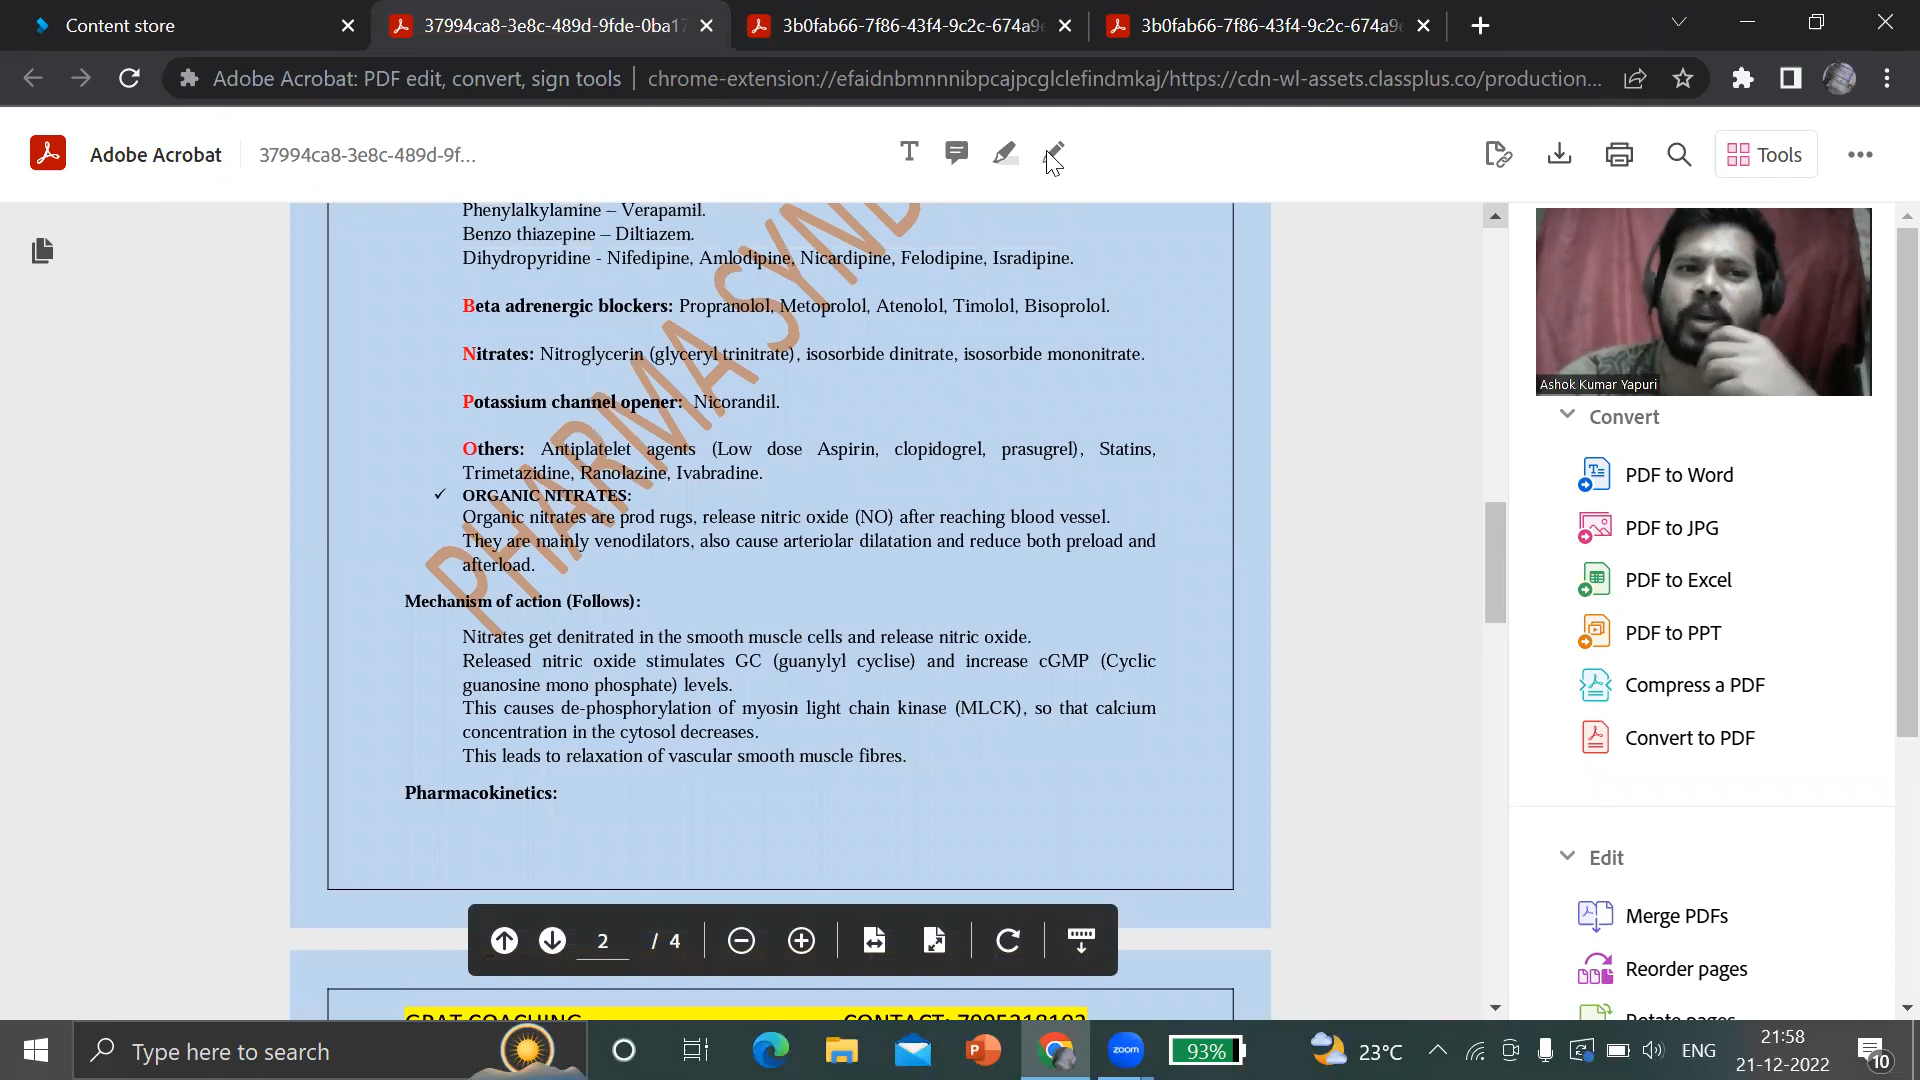 Content store
37994ca8-3e8c-489d-9fde-0ba17
3b0fab66-7f86-43f4-9c2c-674a9
3b0fab66-7f86-43f4-9c2c-674a9
Adobe Acrobat: PDF edit, convert, sign tools
chrome-extension://efaidnbmnnnibpcajpcglclefindmkaj/https://cdn-wl-assets.classplus.co/production...
Adobe Acrobat
37994ca8-3e8c-489d-9f...
T
Tools
Phenylalkylamine – Verapamil.
Benzo thiazepine – Diltiazem.
Dihydropyridine - Nifedipine, Amlodipine, Nicardipine, Felodipine, Isradipine.
Beta adrenergic blockers: Propranolol, Metoprolol, Atenolol, Timolol, Bisoprolol.
Nitrates: Nitroglycerin (glyceryl trinitrate), isosorbide dinitrate, isosorbide mononitrate.
Potassium channel opener: Nicorandil.
Others: Antiplatelet agents (Low dose Aspirin, clopidogrel, prasugrel), Statins,
Trimetazidine, Ranolazine, Ivabradine.
✓ ORGANIC NITRATES:
Organic nitrates are prod rugs, release nitric oxide (NO) after reaching blood vessel.
They are mainly venodilators, also cause arteriolar dilatation and reduce both preload and
afterload.
Mechanism of action (Follows):
Nitrates get denitrated in the smooth muscle cells and release nitric oxide.
Released nitric oxide stimulates GC (guanylyl cyclise) and increase cGMP (Cyclic
guanosine mono phosphate) levels.
This causes de-phosphorylation of myosin light chain kinase (MLCK), so that calcium
concentration in the cytosol decreases.
This leads to relaxation of vascular smooth muscle fibres.
Pharmacokinetics:
PHARMA SYND
2 / 4
GPAT COACHING CONTACT: 7995318102
Ashok Kumar Yapuri
Convert
PDF to Word
PDF to JPG
PDF to Excel
PDF to PPT
Compress a PDF
Convert to PDF
Edit
Merge PDFs
Reorder pages
Rotate pages
Type here to search
zoom
93%
23°C
ENG
21:58
21-12-2022
10